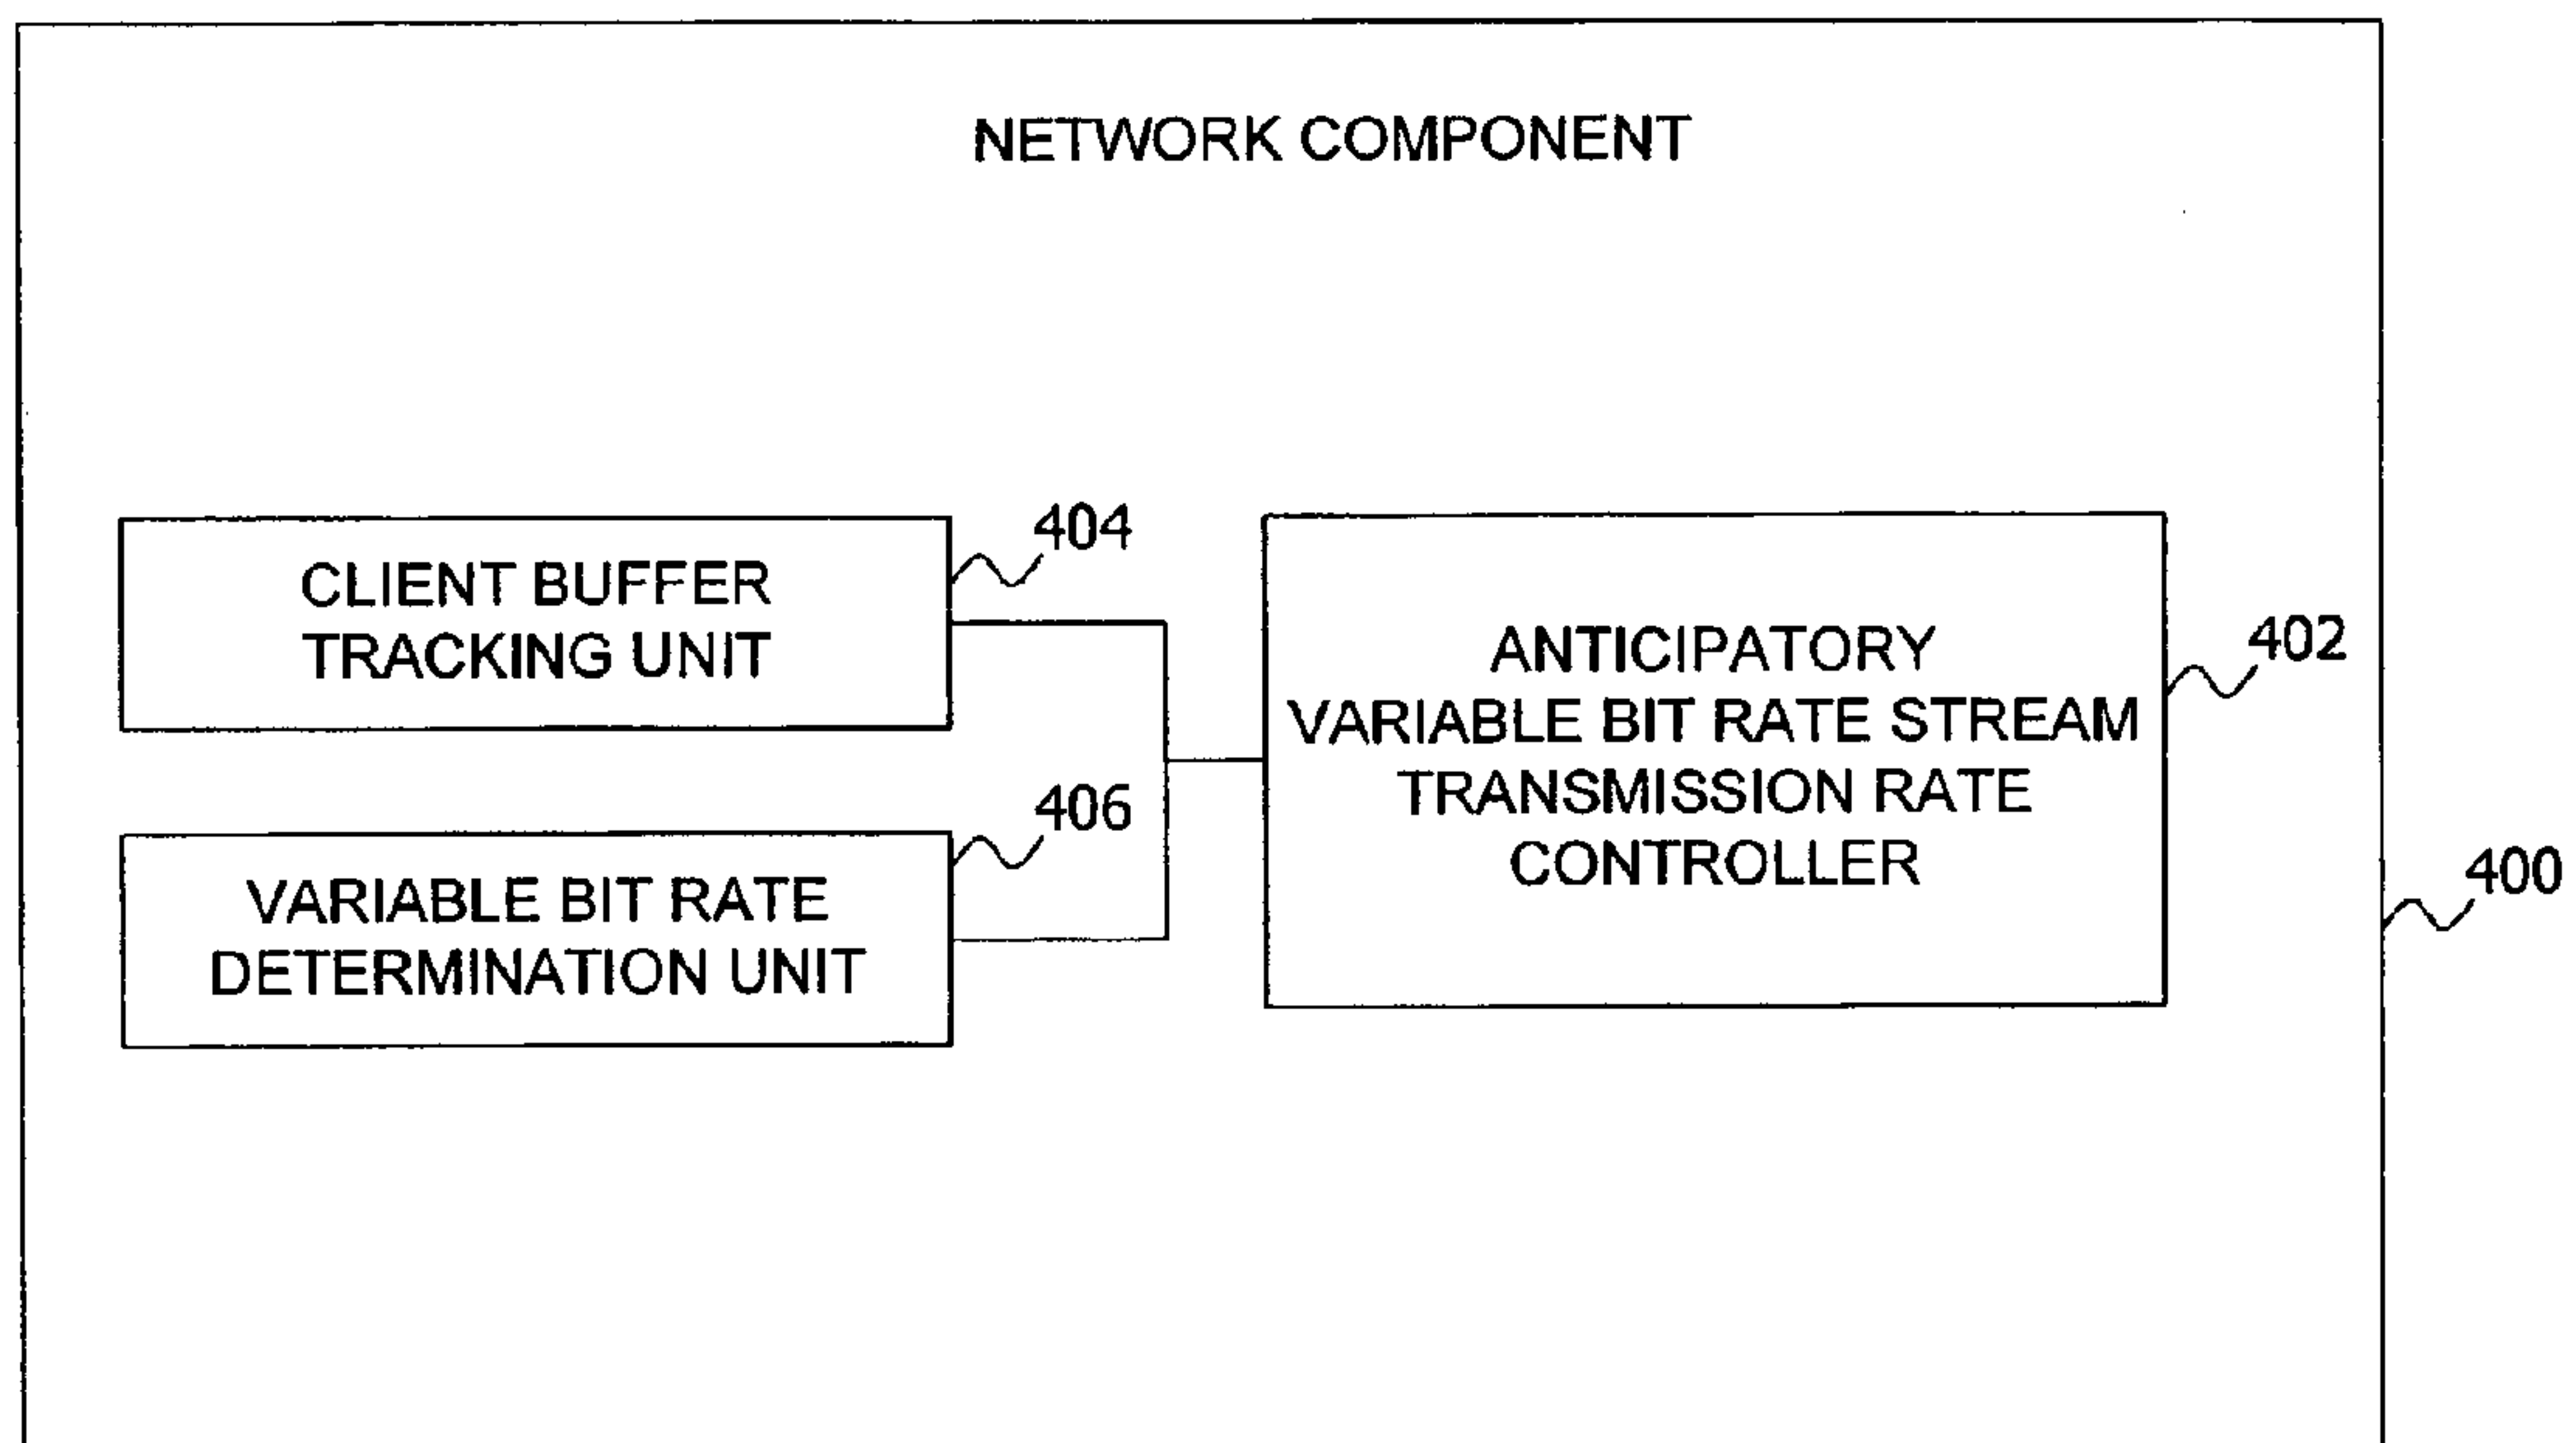 NETWORK COMPONENT
404
CLIENT BUFFER
TRACKING UNIT
402
ANTICIPATORY
VARIABLE BIT RATE STREAM
TRANSMISSION RATE
CONTROLLER
406
VARIABLE BIT RATE
DETERMINATION UNIT
400